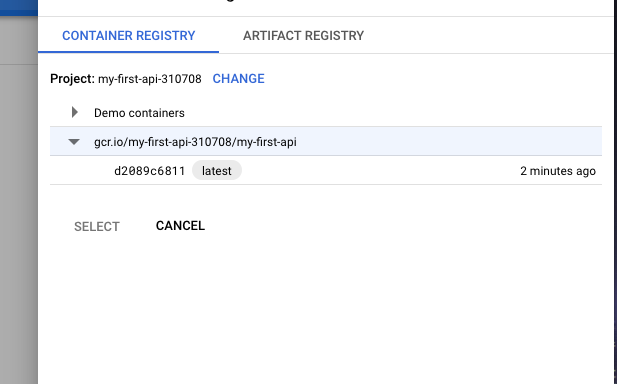 CONTAINER REGISTRY ARTIFACT REGISTRY
Project: my-first-api-310708 CHANGE
Demo containers
gcr.io/my-first-api-310708/my-first-api
d2089c6811 latest 2 minutes ago
SELECT CANCEL